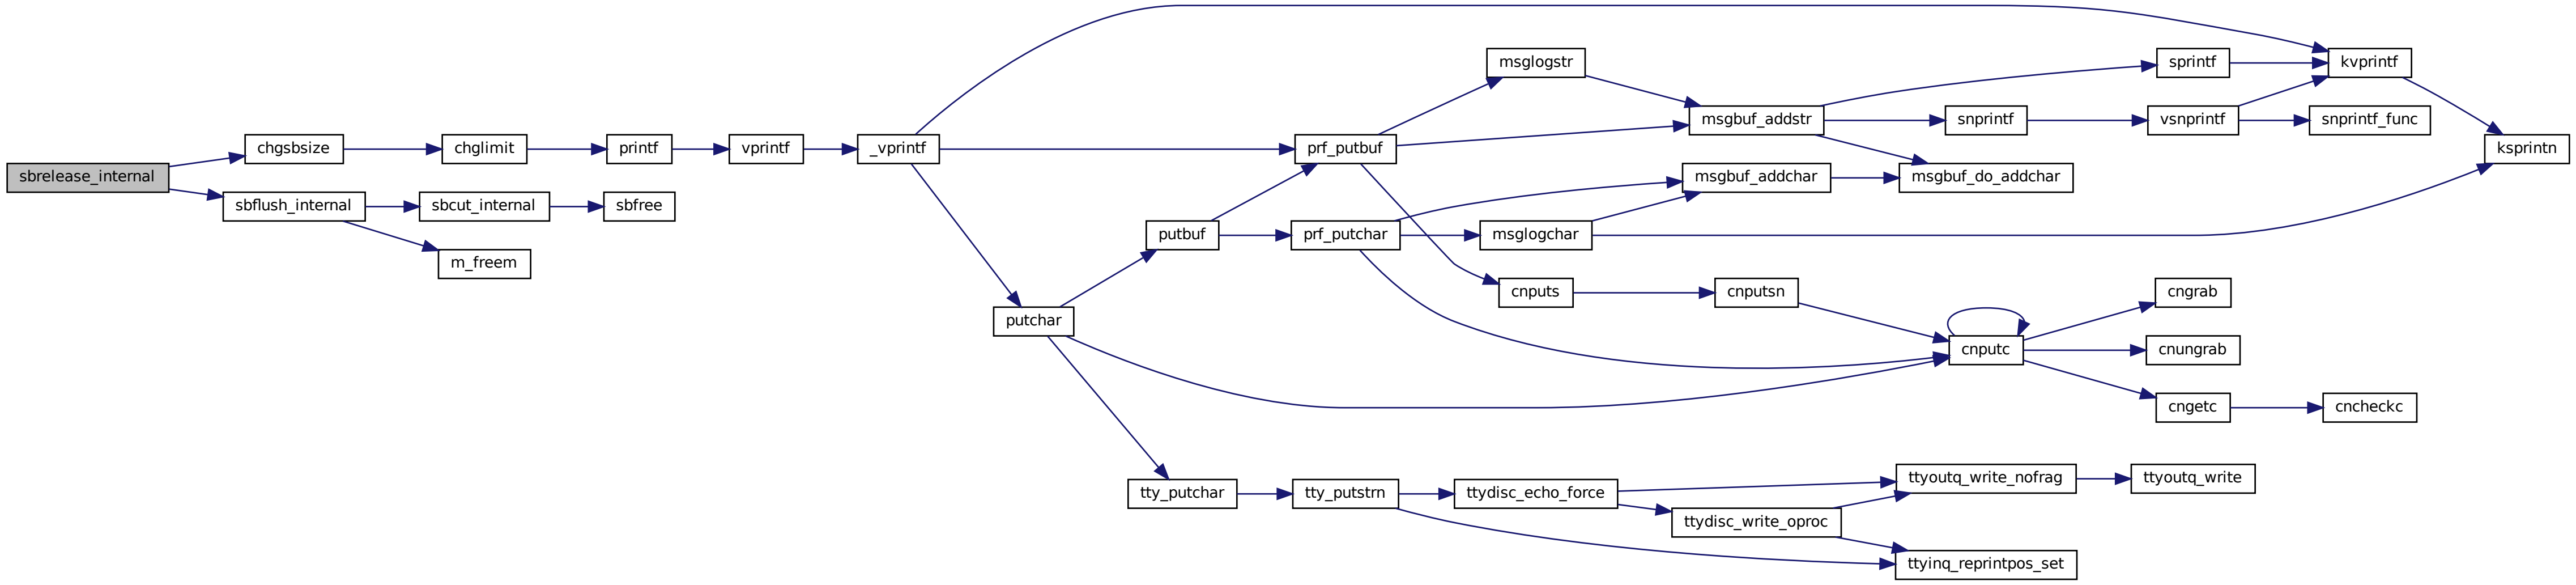 sbrelease_internal
chgsbsize
chglimit
printf
vprintf
_vprintf
sbflush_internal
sbcut_internal
sbfree
m_freem
prf_putbuf
msglogstr
msgbuf_addstr
sprintf
kvprintf
snprintf
vsnprintf
snprintf_func
ksprintn
msgbuf_addchar
msgbuf_do_addchar
putbuf
prf_putchar
msglogchar
cnputs
cnputsn
putchar
cnputc
cngrab
cnungrab
cngetc
cncheckc
tty_putchar
tty_putstrn
ttydisc_echo_force
ttyoutq_write_nofrag
ttyoutq_write
ttydisc_write_oproc
ttyinq_reprintpos_set